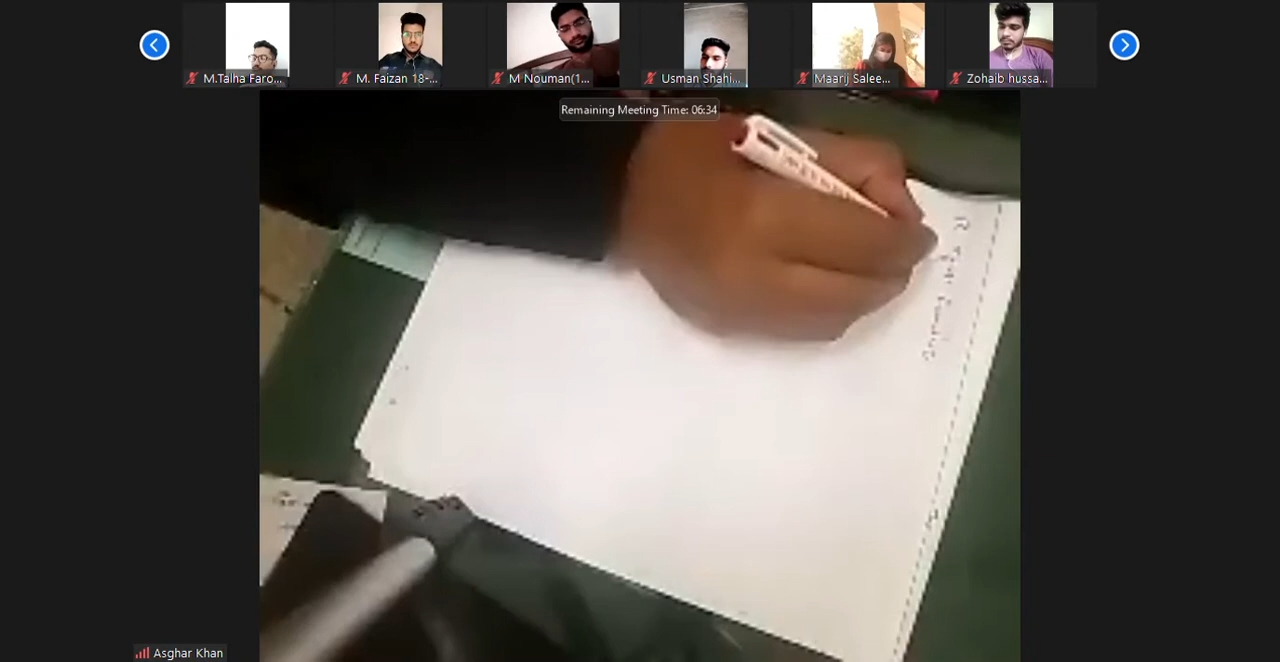 M.Talha Faro...
M. Faizan 18-...
M Nouman(1...
Usman Shahi...
Maarij Salee...
Zohaib hussa...
Remaining Meeting Time: 06:34
Asghar Khan